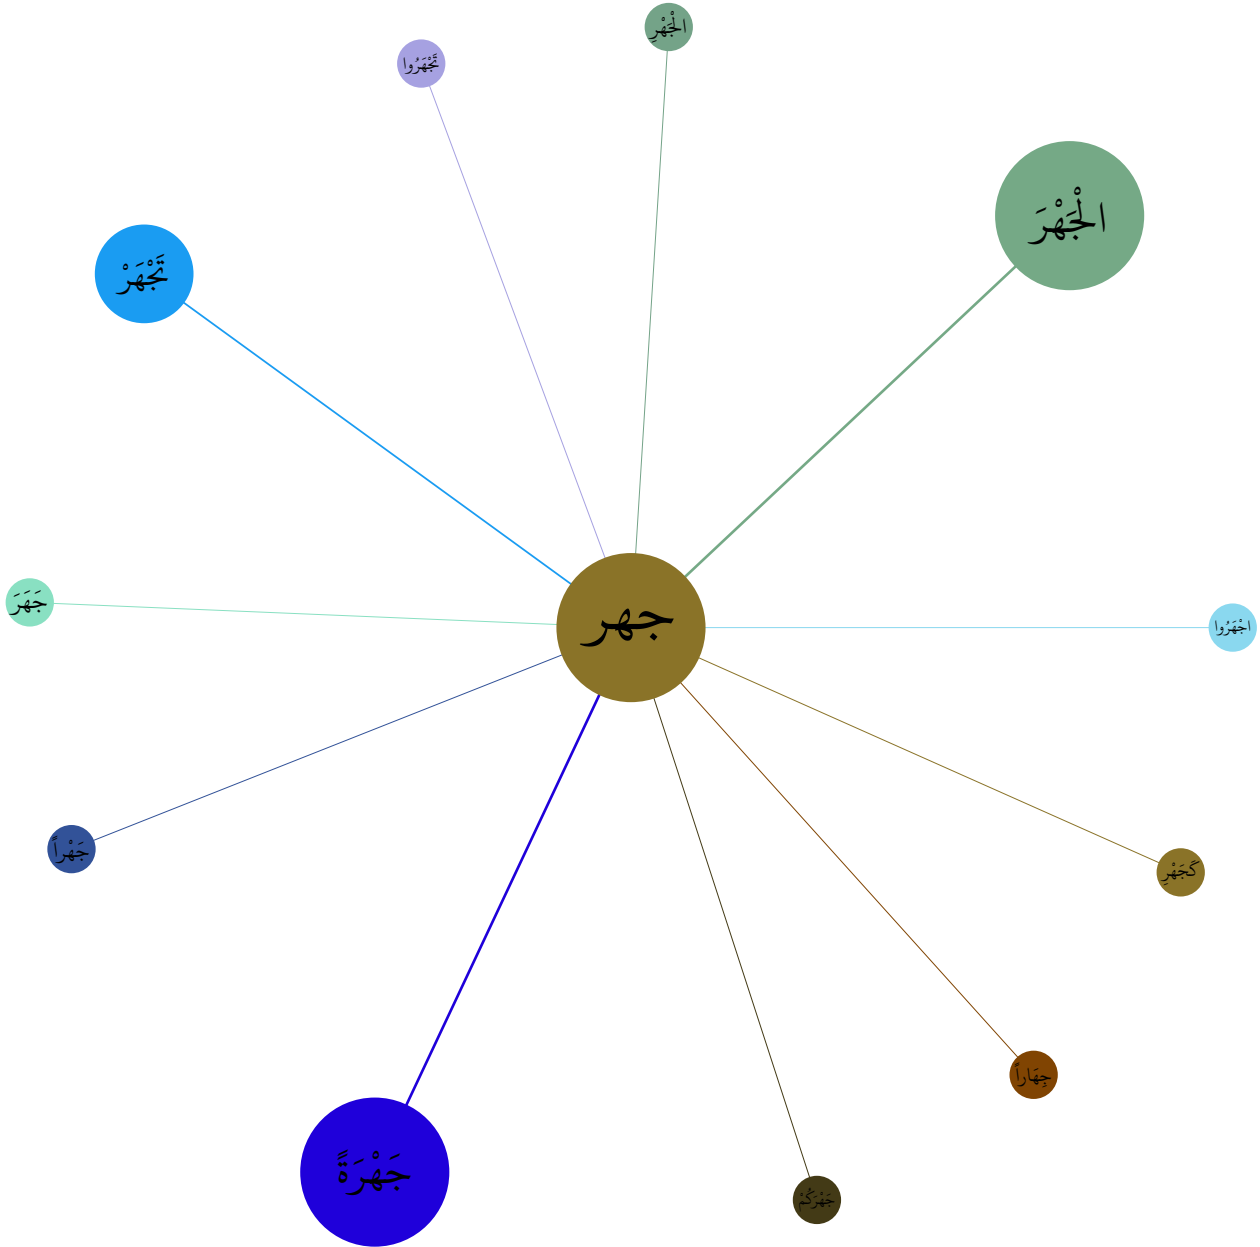 الْجَهْرِ
تَجْهَرُوا
الْجَهْرَ
تَجْهَرْ
جَهَرَ
جهر
اجْهَرُوا
جَهْراً
كَجَهْرِ
جِهَاراً
جَهْرَةً
جَهْرَكُمْ